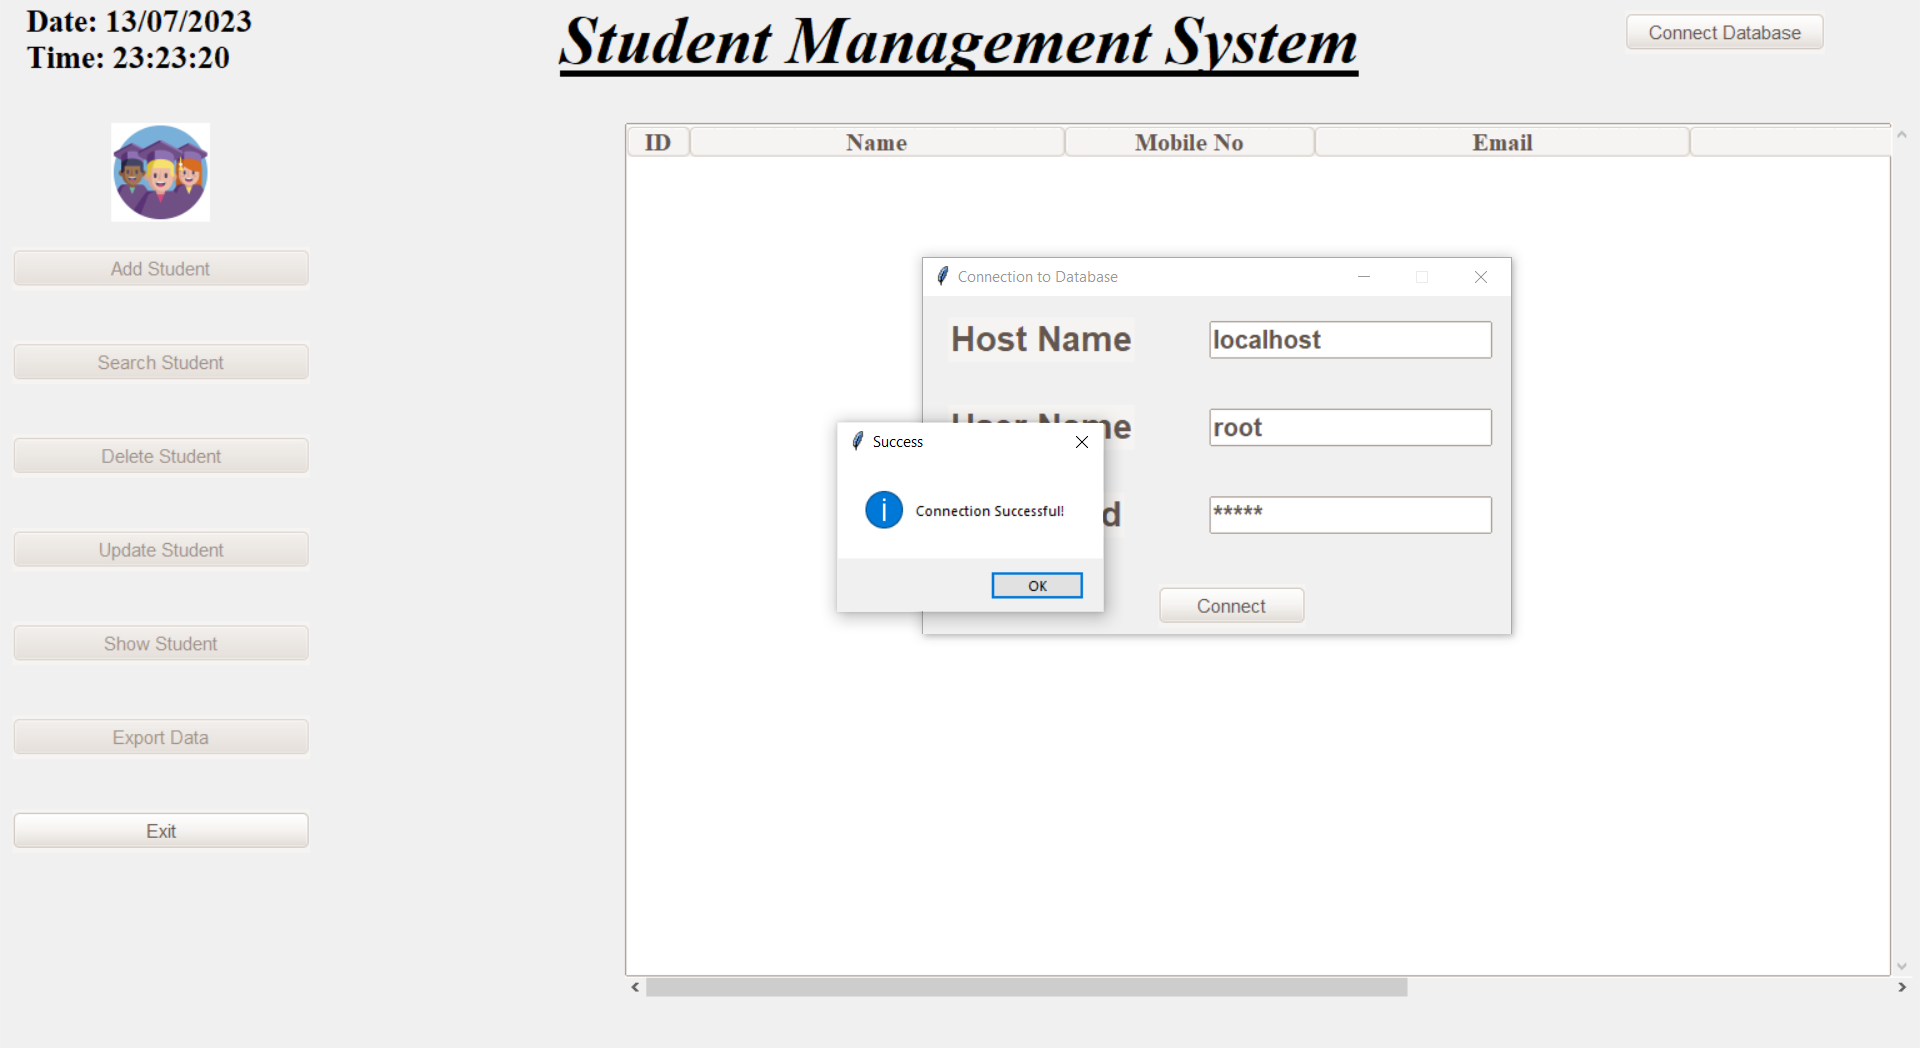 Date: 13/07/2023
Time: 23:23:20
Student Management System
Connect Database
Add Student
Search Student
Delete Student
Update Student
Show Student
Export Data
Exit
ID Name Mobile No Email
Connection to Database
Host Name localhost
User Name root
d *****
Connect
Success
Connection Successful!
OK